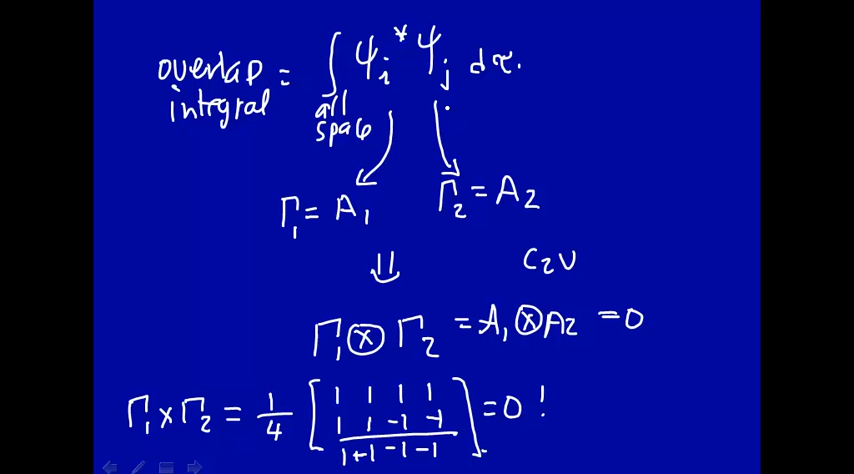 overlap integral = ∫ all space ψi* ψj dτ.
Γ1 = A1 Γ2 = A2
⇓ C2V
Γ1 ⊗ Γ2 = A1 ⊗ A2 = 0
Γ1 × Γ2 = 1/4 [ 1 1 1 1
1 1 -1 -1
1+1-1-1 ] = 0 !